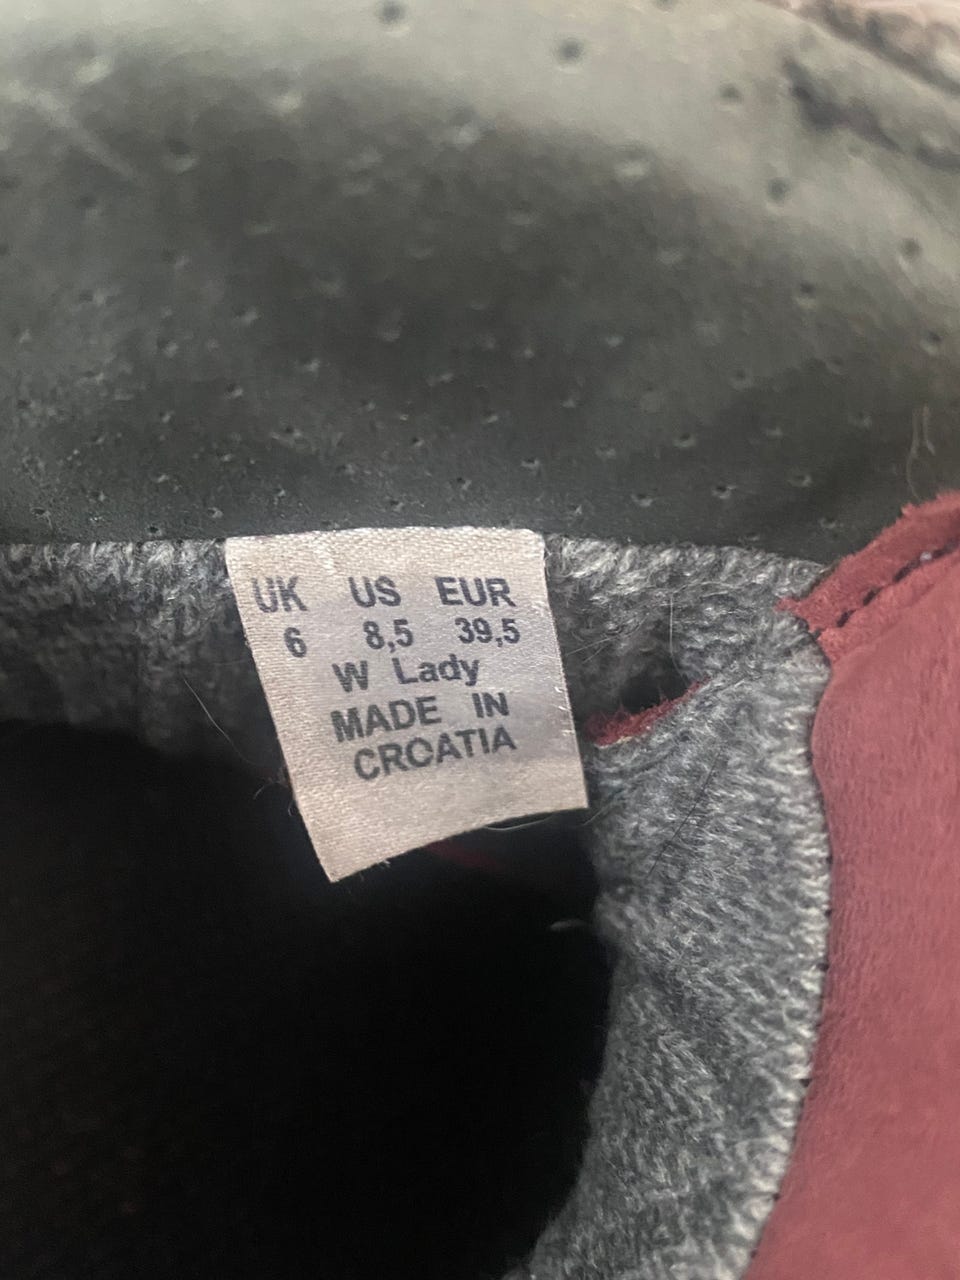 UK US EUR
6 8,5 39,5
W Lady
MADE IN
CROATIA